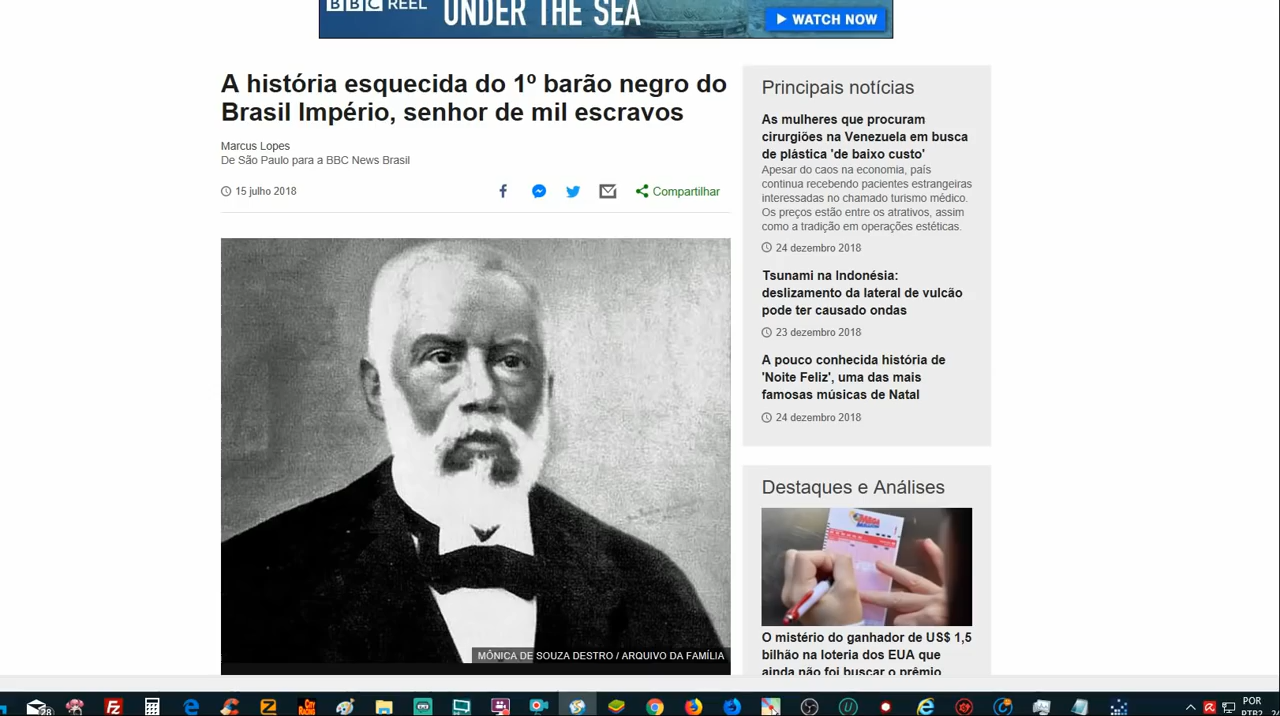 BBC REEL
UNDER THE SEA
WATCH NOW
A história esquecida do 1º barão negro do
Brasil Império, senhor de mil escravos
Marcus Lopes
De São Paulo para a BBC News Brasil
15 julho 2018
Compartilhar
MÔNICA DE SOUZA DESTRO / ARQUIVO DA FAMÍLIA
Principais notícias
As mulheres que procuram
cirurgiões na Venezuela em busca
de plástica 'de baixo custo'
Apesar do caos na economia, país
continua recebendo pacientes estrangeiras
interessadas no chamado turismo médico.
Os preços estão entre os atrativos, assim
como a tradição em operações estéticas.
24 dezembro 2018
Tsunami na Indonésia:
deslizamento da lateral de vulcão
pode ter causado ondas
23 dezembro 2018
A pouco conhecida história de
'Noite Feliz', uma das mais
famosas músicas de Natal
24 dezembro 2018
Destaques e Análises
O mistério do ganhador de US$ 1,5
bilhão na loteria dos EUA que
ainda não foi buscar o prêmio
28
POR